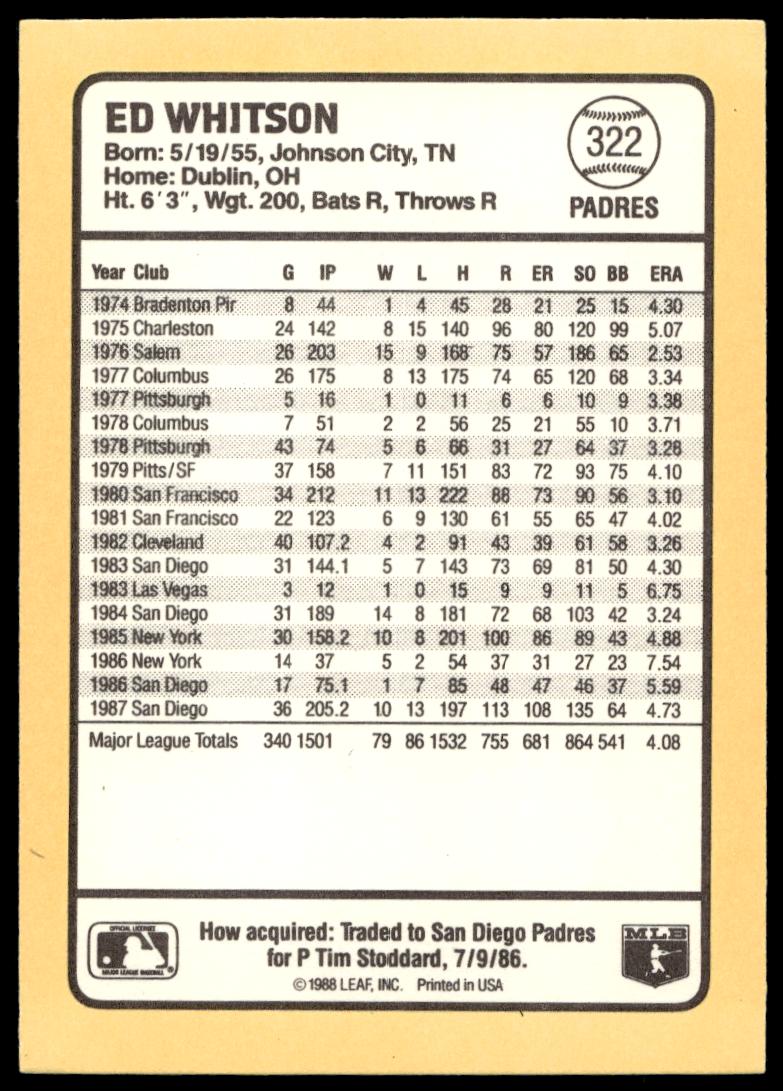 ED WHITSON
Born: 5/19/55, Johnson City, TN
Home: Dublin, OH
Ht. 6'3", Wgt. 200, Bats R, Throws R
322
PADRES
Year Club G IP W L H R ER SO BB ERA
1974 Bradenton Pir 8 44 1 4 45 28 21 25 15 4.30
1975 Charleston 24 142 8 15 140 96 80 120 99 5.07
1976 Salem 26 203 15 9 168 75 57 186 65 2.53
1977 Columbus 26 175 8 13 175 74 65 120 68 3.34
1977 Pittsburgh 5 16 1 0 11 6 6 10 9 3.38
1978 Columbus 7 51 2 2 56 25 21 55 10 3.71
1978 Pittsburgh 43 74 5 6 66 31 27 64 37 3.28
1979 Pitts/SF 37 158 7 11 151 83 72 93 75 4.10
1980 San Francisco 34 212 11 13 222 88 73 90 56 3.10
1981 San Francisco 22 123 6 9 130 61 55 65 47 4.02
1982 Cleveland 40 107.2 4 2 91 43 39 61 58 3.26
1983 San Diego 31 144.1 5 7 143 73 69 81 50 4.30
1983 Las Vegas 3 12 1 0 15 9 9 11 5 6.75
1984 San Diego 31 189 14 8 181 72 68 103 42 3.24
1985 New York 30 158.2 10 8 201 100 86 89 43 4.88
1986 New York 14 37 5 2 54 37 31 27 23 7.54
1986 San Diego 17 75.1 1 7 85 48 47 46 37 5.59
1987 San Diego 36 205.2 10 13 197 113 108 135 64 4.73
Major League Totals 340 1501 79 86 1532 755 681 864 541 4.08
OFFICIAL LICENSEE
MAJOR LEAGUE BASEBALL
How acquired: Traded to San Diego Padres
for P Tim Stoddard, 7/9/86.
© 1988 LEAF, INC. Printed in USA
MLB